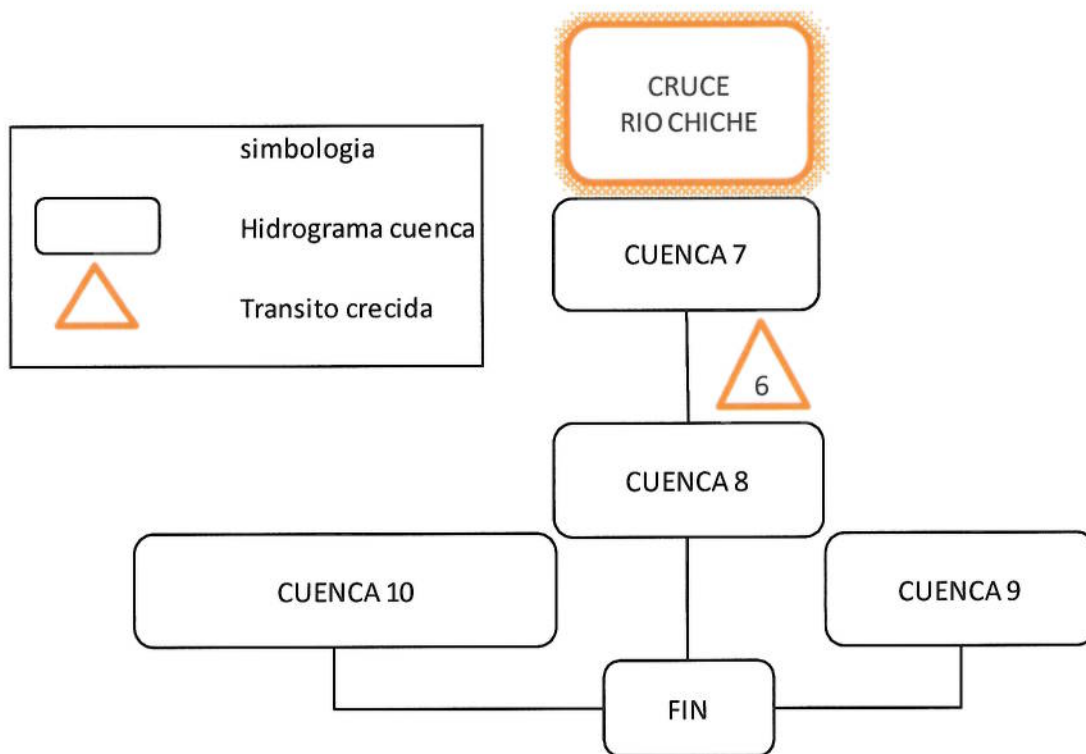 CRUCE
RIO CHICHE
simbologia
Hidrograma cuenca
Transito crecida
CUENCA 7
6
CUENCA 8
CUENCA 10
CUENCA 9
FIN